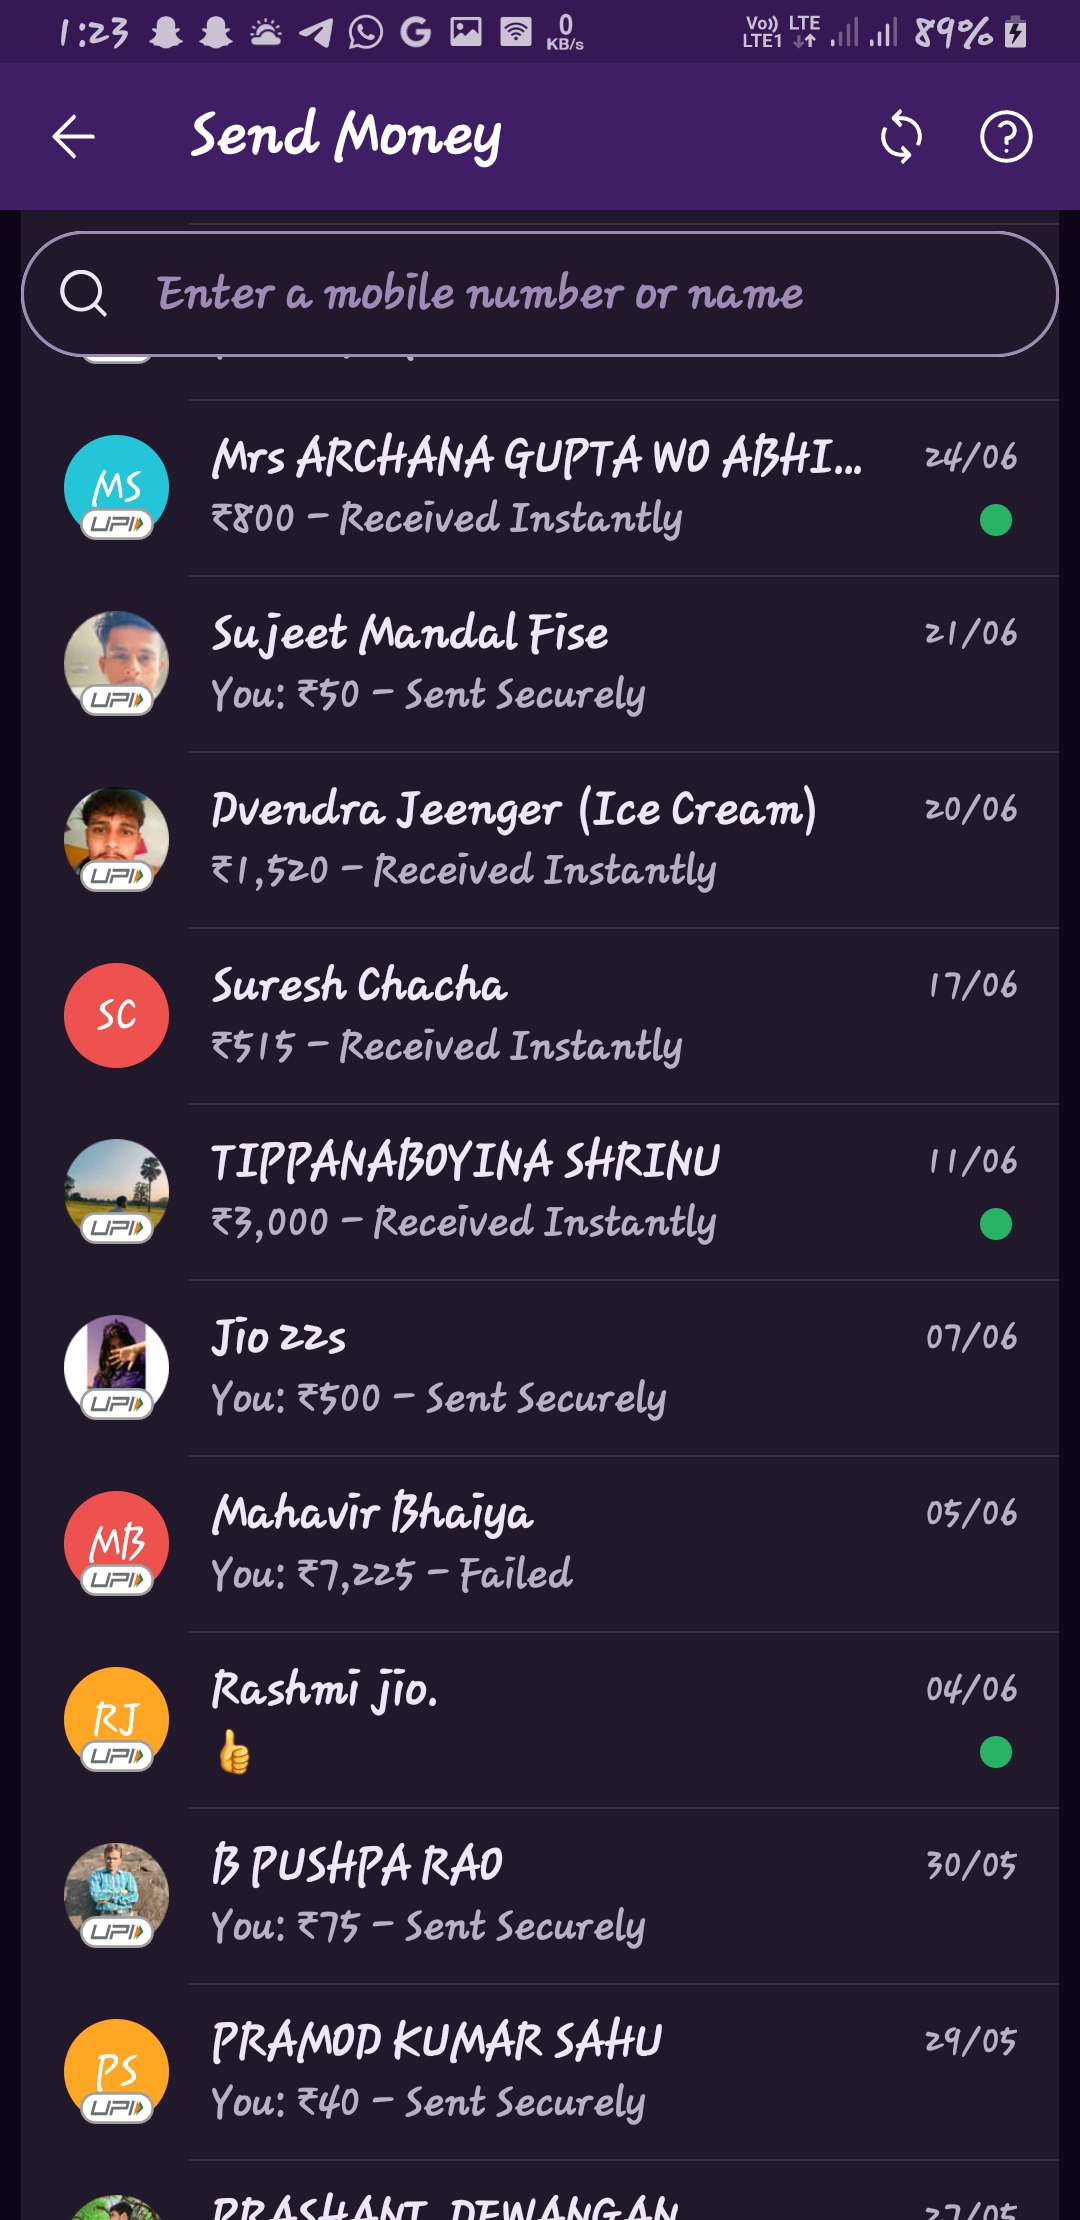 1:23
0 KB/s
Vo)) LTE
LTE1
89%
Send Money
Enter a mobile number or name
Mrs ARCHANA GUPTA WO ABHI... 24/06
MS
UPI
₹800 – Received Instantly
Sujeet Mandal Fise 21/06
UPI
You: ₹50 – Sent Securely
Dvendra Jeenger (Ice Cream) 20/06
UPI
₹1,520 – Received Instantly
Suresh Chacha 17/06
SC
₹515 – Received Instantly
TIPPANABOYINA SHRINU 11/06
UPI
₹3,000 – Received Instantly
Jio 22s 07/06
UPI
You: ₹500 – Sent Securely
Mahavir Bhaiya 05/06
MB
UPI
You: ₹7,225 – Failed
Rashmi jio. 04/06
RJ
UPI
👍
B PUSHPA RAO 30/05
UPI
You: ₹75 – Sent Securely
PRAMOD KUMAR SAHU 29/05
PS
UPI
You: ₹40 – Sent Securely
PRASHANT DEWANGAN 27/05